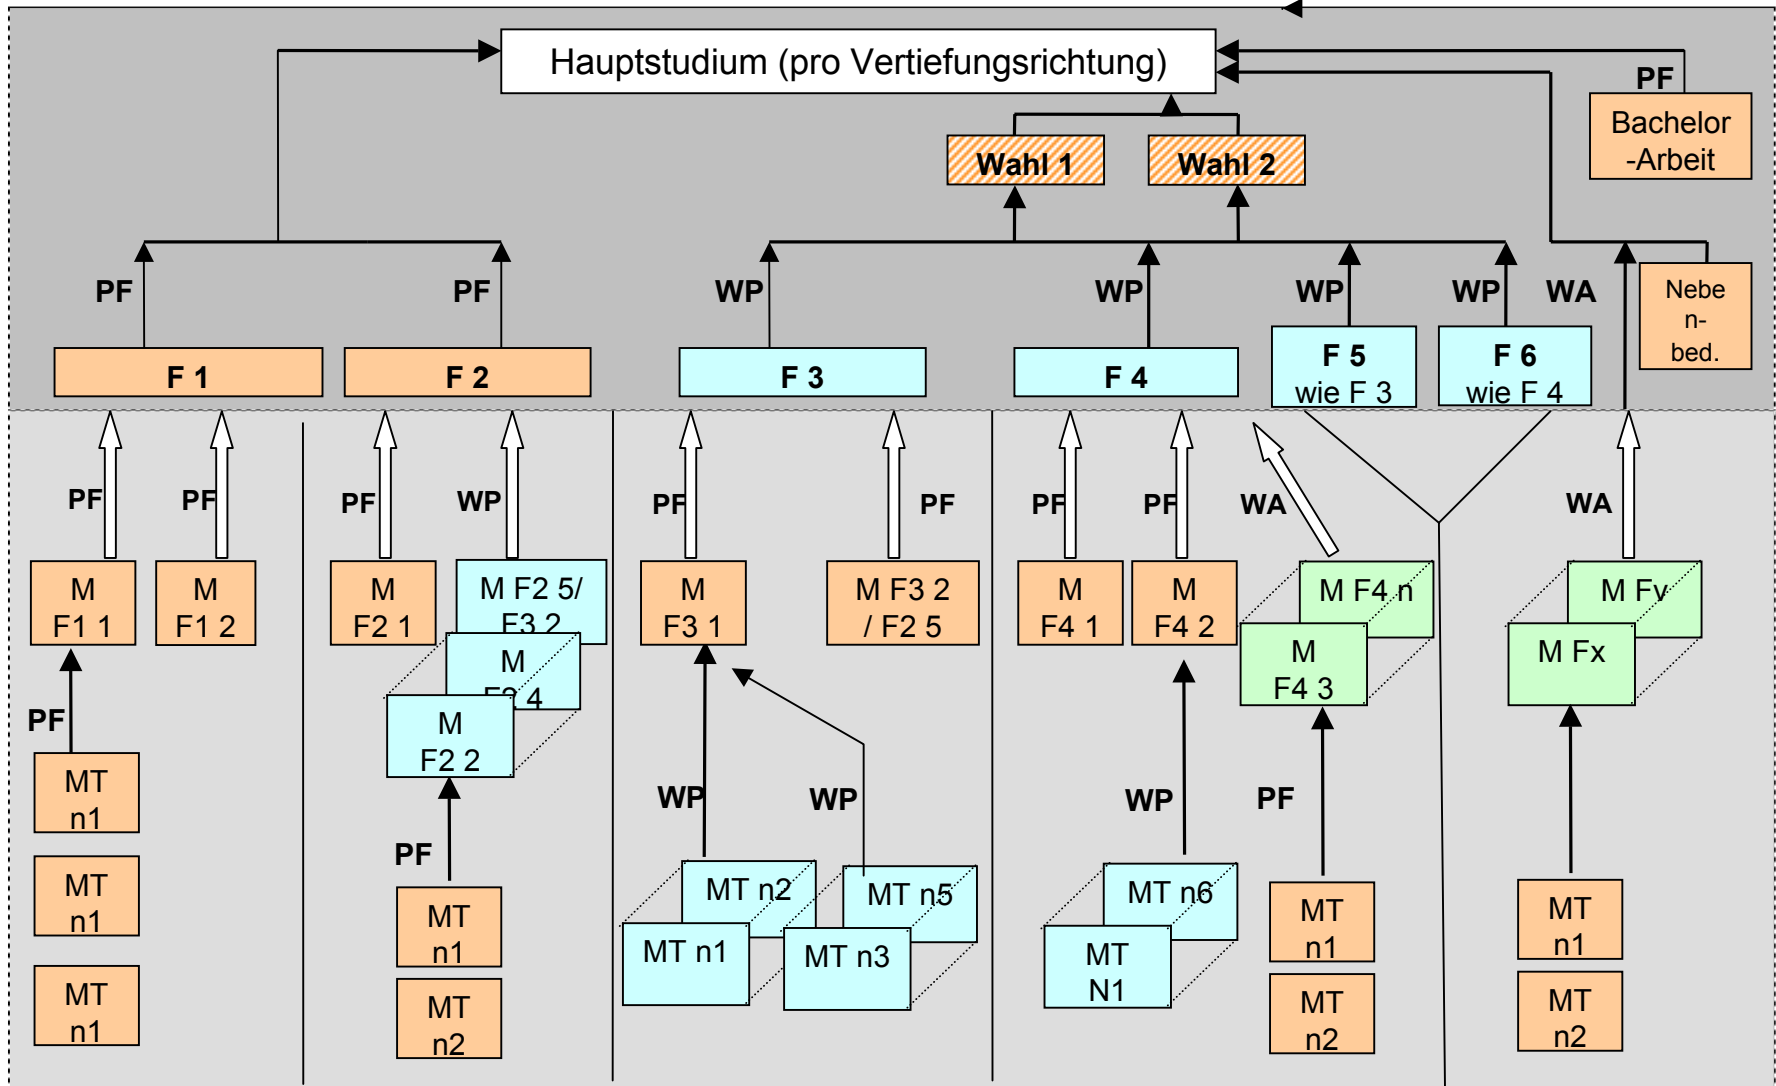 Hauptstudium (pro Vertiefungsrichtung)
PF
Bachelor
-Arbeit
Wahl 1
Wahl 2
PF
PF
WP
WP
WP
WP
WA
Nebe
n-
bed.
F 1
F 2
F 3
F 4
F 5
wie F 3
F 6
wie F 4
PF
PF
PF
WP
PF
PF
PF
PF
WA
WA
M
F1 1
M
F1 2
M
F2 1
M F2 5/
F3 2
M
F2 4
M
F2 2
M
F3 1
M F3 2
/ F2 5
M
F4 1
M
F4 2
M F4 n
M
F4 3
M Fv
M Fx
PF
PF
WP
WP
WP
PF
MT
n1
MT
n1
MT
n1
MT
n1
MT
n2
MT n2
MT n1
MT n5
MT n3
MT n6
MT
N1
MT
n1
MT
n2
MT
n1
MT
n2